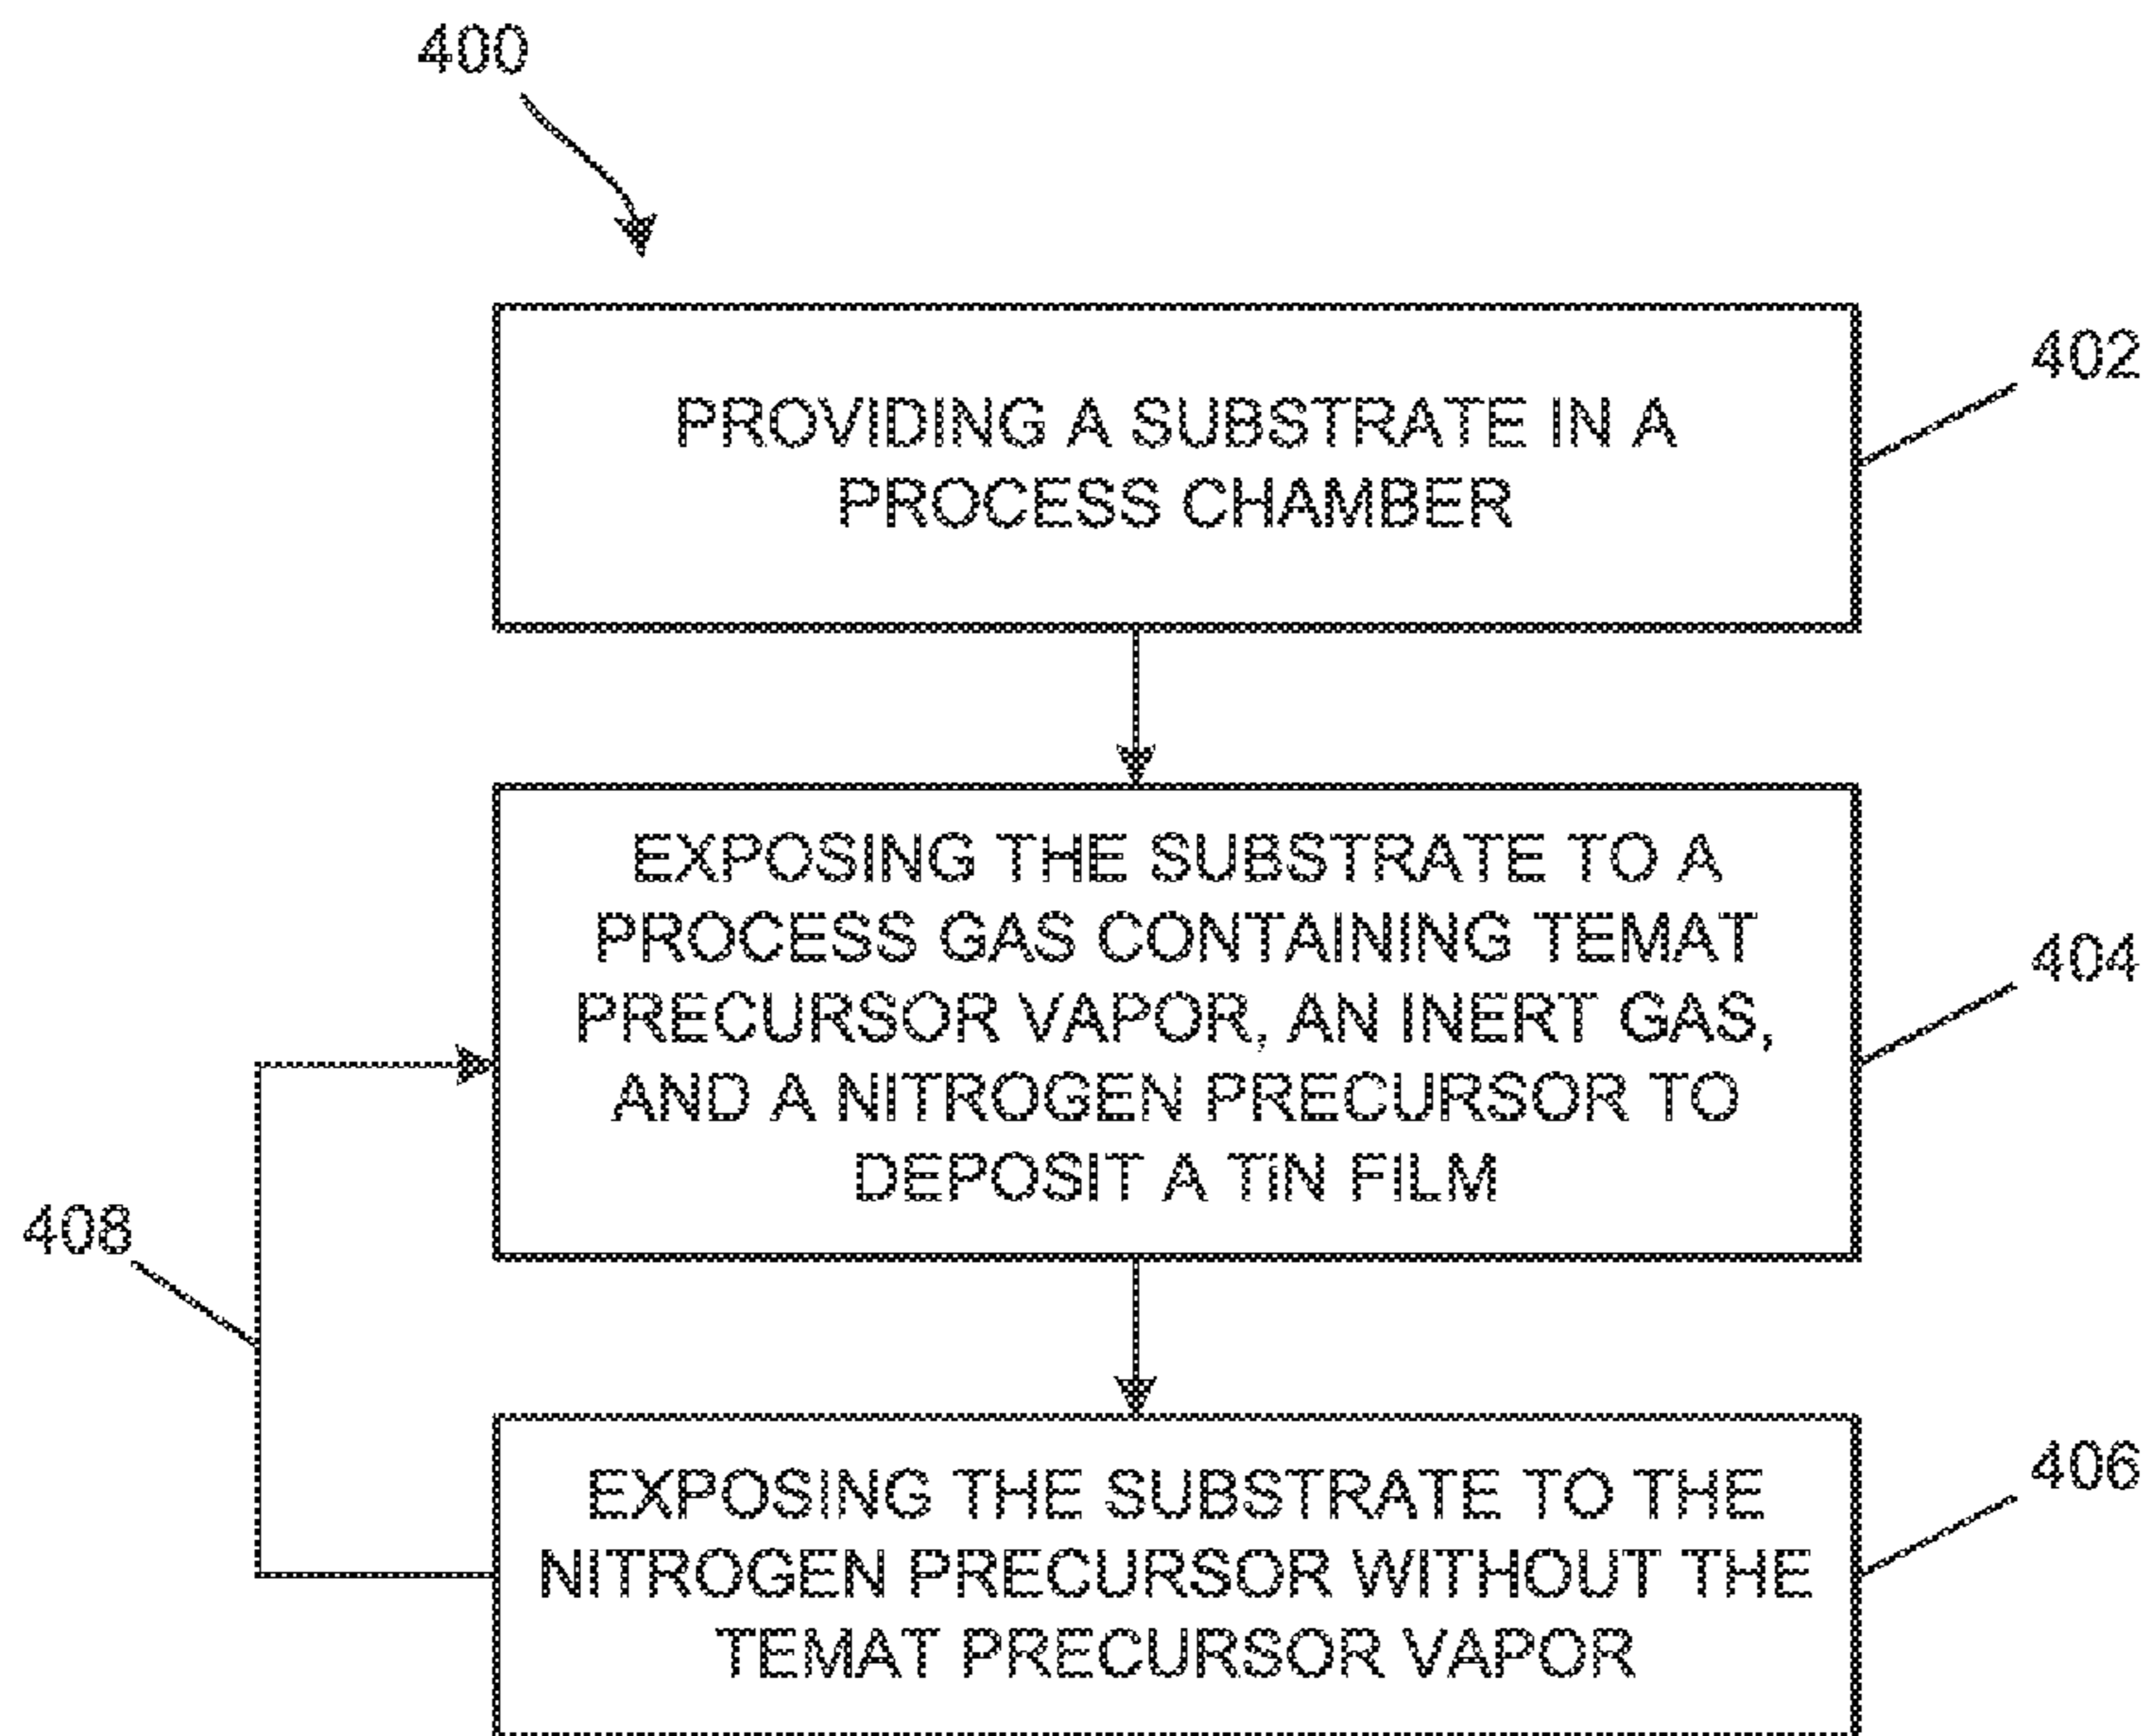 400
PROVIDING A SUBSTRATE IN A
PROCESS CHAMBER
402
EXPOSING THE SUBSTRATE TO A
PROCESS GAS CONTAINING TEMAT
PRECURSOR VAPOR, AN INERT GAS,
AND A NITROGEN PRECURSOR TO
DEPOSIT A TiN FILM
404
408
EXPOSING THE SUBSTRATE TO THE
NITROGEN PRECURSOR WITHOUT THE
TEMAT PRECURSOR VAPOR
406